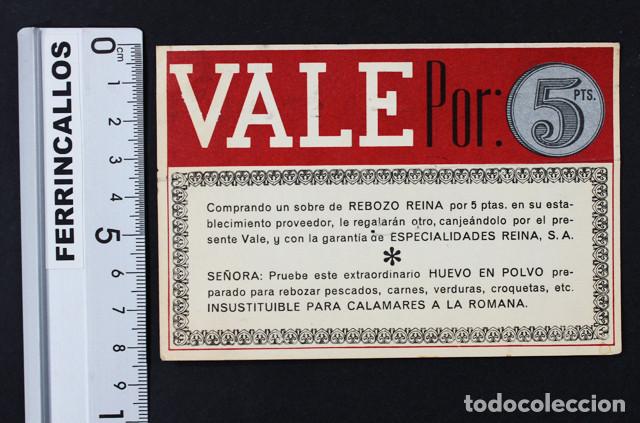 FERRINCALLOS
0 cm
1
2
3
4
5
6
7
8
9
1
VALE Por: 5 PTS.
Comprando un sobre de REBOZO REINA por 5 ptas. en su esta-
blecimiento proveedor, le regalarán otro, canjeándolo por el pre-
sente Vale, y con la garantía de ESPECIALIDADES REINA, S. A.
*
SEÑORA: Pruebe este extraordinario HUEVO EN POLVO pre-
parado para rebozar pescados, carnes, verduras, croquetas, etc.
INSUSTITUIBLE PARA CALAMARES A LA ROMANA.
todocoleccion.net